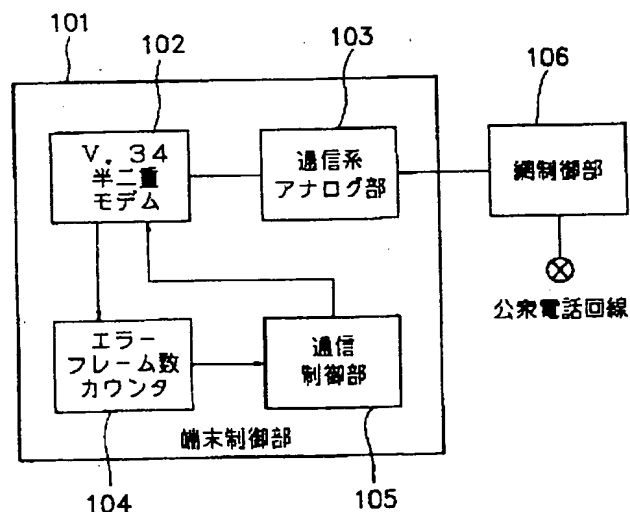 101
102
103
106
V.34
半二重
モデム
通信系
アナログ部
網制御部
公衆電話回線
エラー
フレーム数
カウンタ
通信
制御部
端末制御部
104
105